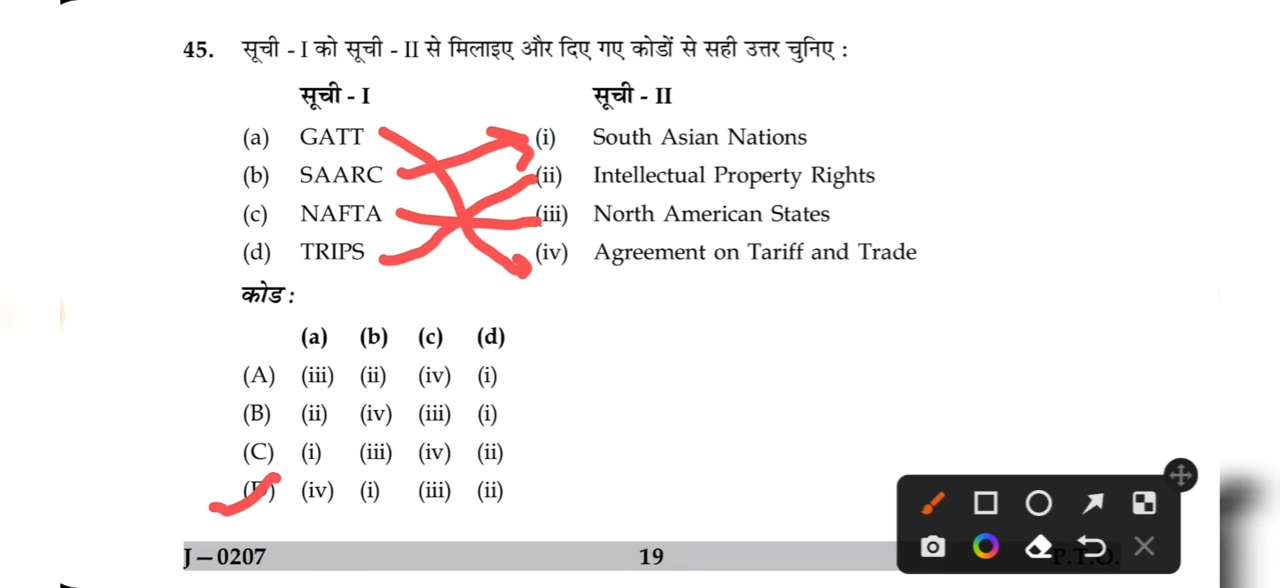 45. सूची - I को सूची - II से मिलाइए और दिए गए कोडों से सही उत्तर चुनिए :
सूची - I सूची - II
(a) GATT (i) South Asian Nations
(b) SAARC (ii) Intellectual Property Rights
(c) NAFTA (iii) North American States
(d) TRIPS (iv) Agreement on Tariff and Trade
कोड :
(a) (b) (c) (d)
(A) (iii) (ii) (iv) (i)
(B) (ii) (iv) (iii) (i)
(C) (i) (iii) (iv) (ii)
(D) (iv) (i) (iii) (ii)
J – 0207 19 P.T.O.